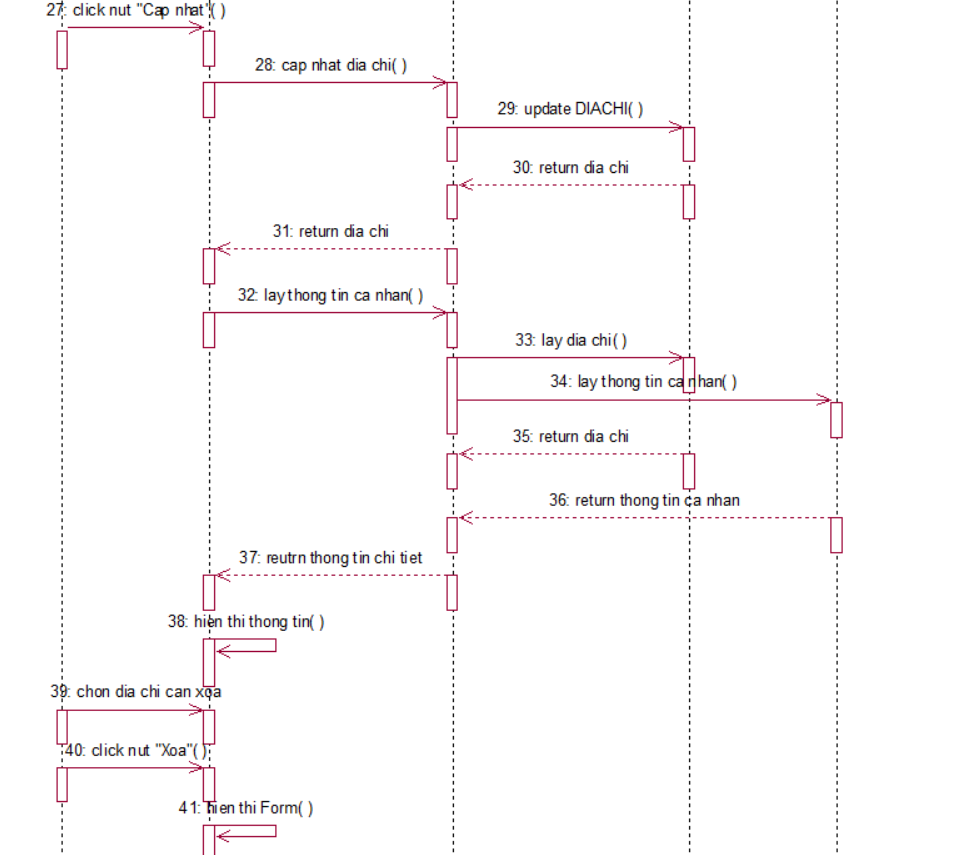 27: click nut "Cap nhat"( )
28: cap nhat dia chi( )
29: update DIACHI( )
30: return dia chi
31: return dia chi
32: lay thong tin ca nhan( )
33: lay dia chi( )
34: lay thong tin ca nhan( )
35: return dia chi
36: return thong tin ca nhan
37: reutrn thong tin chi tiet
38: hien thi thong tin( )
39: chon dia chi can xoa
40: click nut "Xoa"( )
41: hien thi Form( )